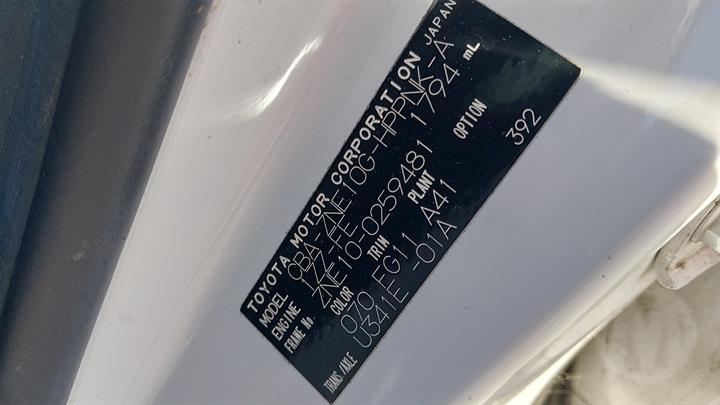 TOYOTA MOTOR CORPORATION JAPAN
MODEL CBA-ZNE10G-HPPNK-A
ENGINE 1ZZ-FE 1794 mL
FRAME No. ZNE10-0259481
COLOR TRIM PLANT OPTION
070 FG11 A41 392
TRANS/AXLE U341E -01A